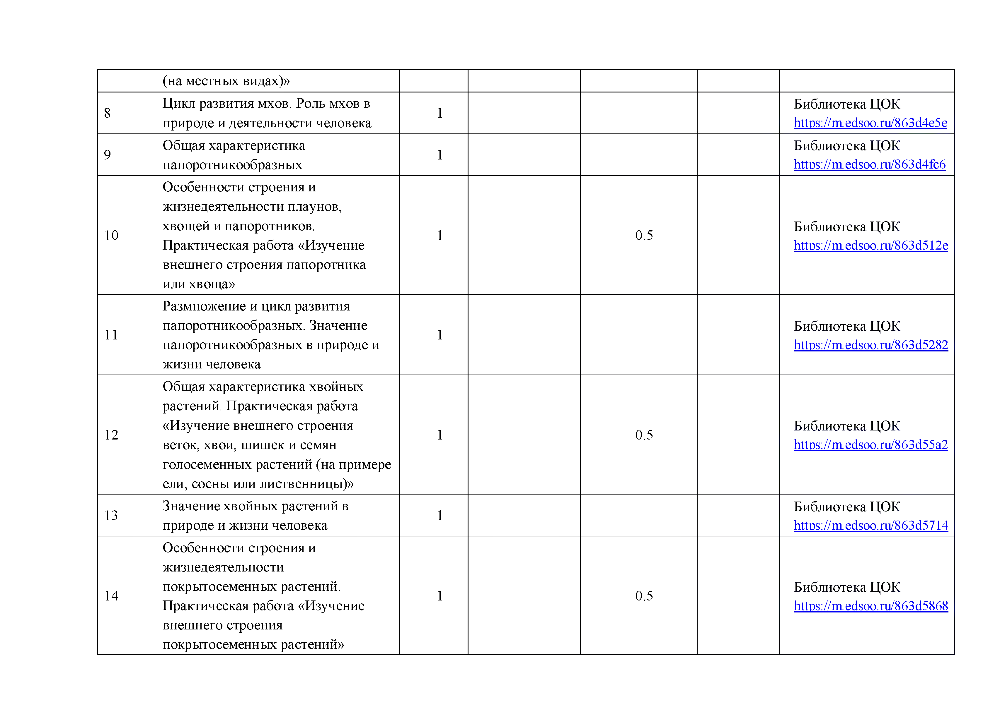 (на местных видах)»
8
Цикл развития мхов. Роль мхов в
природе и деятельности человека
1
Библиотека ЦОК
https://m.edsoo.ru/863d4e5e
9
Общая характеристика
папоротникообразных
1
Библиотека ЦОК
https://m.edsoo.ru/863d4fc6
10
Особенности строения и
жизнедеятельности плаунов,
хвощей и папоротников.
Практическая работа «Изучение
внешнего строения папоротника
или хвоща»
1
0.5
Библиотека ЦОК
https://m.edsoo.ru/863d512e
11
Размножение и цикл развития
папоротникообразных. Значение
папоротникообразных в природе и
жизни человека
1
Библиотека ЦОК
https://m.edsoo.ru/863d5282
12
Общая характеристика хвойных
растений. Практическая работа
«Изучение внешнего строения
веток, хвои, шишек и семян
голосеменных растений (на примере
ели, сосны или лиственницы)»
1
0.5
Библиотека ЦОК
https://m.edsoo.ru/863d55a2
13
Значение хвойных растений в
природе и жизни человека
1
Библиотека ЦОК
https://m.edsoo.ru/863d5714
14
Особенности строения и
жизнедеятельности
покрытосеменных растений.
Практическая работа «Изучение
внешнего строения
покрытосеменных растений»
1
0.5
Библиотека ЦОК
https://m.edsoo.ru/863d5868